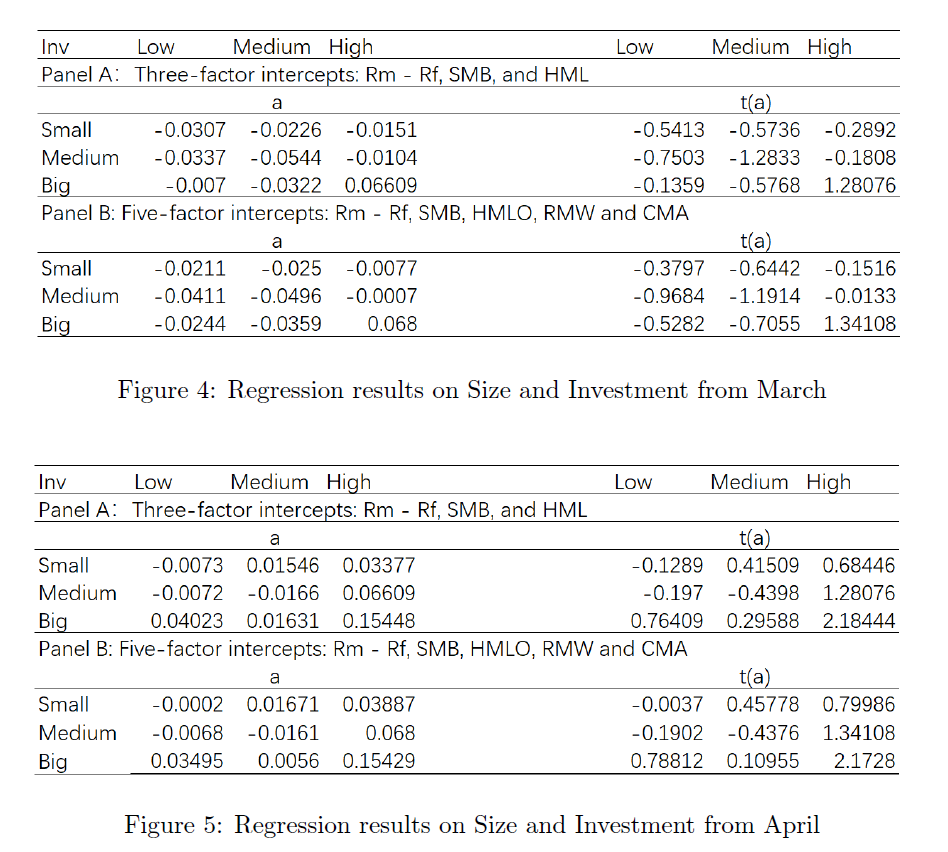 Inv Low Medium High Low Medium High
Panel A: Three-factor intercepts: Rm - Rf, SMB, and HML
a t(a)
Small -0.0307 -0.0226 -0.0151 -0.5413 -0.5736 -0.2892
Medium -0.0337 -0.0544 -0.0104 -0.7503 -1.2833 -0.1808
Big -0.007 -0.0322 0.06609 -0.1359 -0.5768 1.28076
Panel B: Five-factor intercepts: Rm - Rf, SMB, HMLO, RMW and CMA
a t(a)
Small -0.0211 -0.025 -0.0077 -0.3797 -0.6442 -0.1516
Medium -0.0411 -0.0496 -0.0007 -0.9684 -1.1914 -0.0133
Big -0.0244 -0.0359 0.068 -0.5282 -0.7055 1.34108
Figure 4: Regression results on Size and Investment from March
Inv Low Medium High Low Medium High
Panel A: Three-factor intercepts: Rm - Rf, SMB, and HML
a t(a)
Small -0.0073 0.01546 0.03377 -0.1289 0.41509 0.68446
Medium -0.0072 -0.0166 0.06609 -0.197 -0.4398 1.28076
Big 0.04023 0.01631 0.15448 0.76409 0.29588 2.18444
Panel B: Five-factor intercepts: Rm - Rf, SMB, HMLO, RMW and CMA
a t(a)
Small -0.0002 0.01671 0.03887 -0.0037 0.45778 0.79986
Medium -0.0068 -0.0161 0.068 -0.1902 -0.4376 1.34108
Big 0.03495 0.0056 0.15429 0.78812 0.10955 2.1728
Figure 5: Regression results on Size and Investment from April